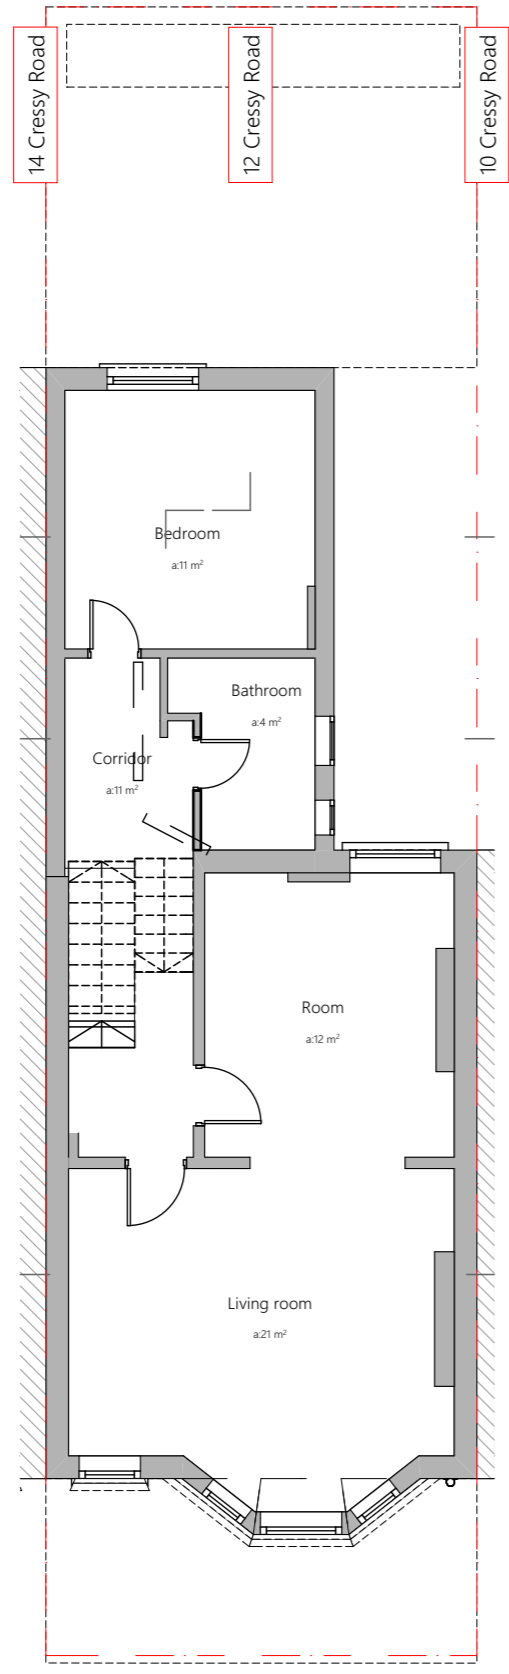 14 Cressy Road
12 Cressy Road
10 Cressy Road
Bedroom
a:11 m²
Bathroom
a:4 m²
Corridor
a:11 m²
Room
a:12 m²
Living room
a:21 m²